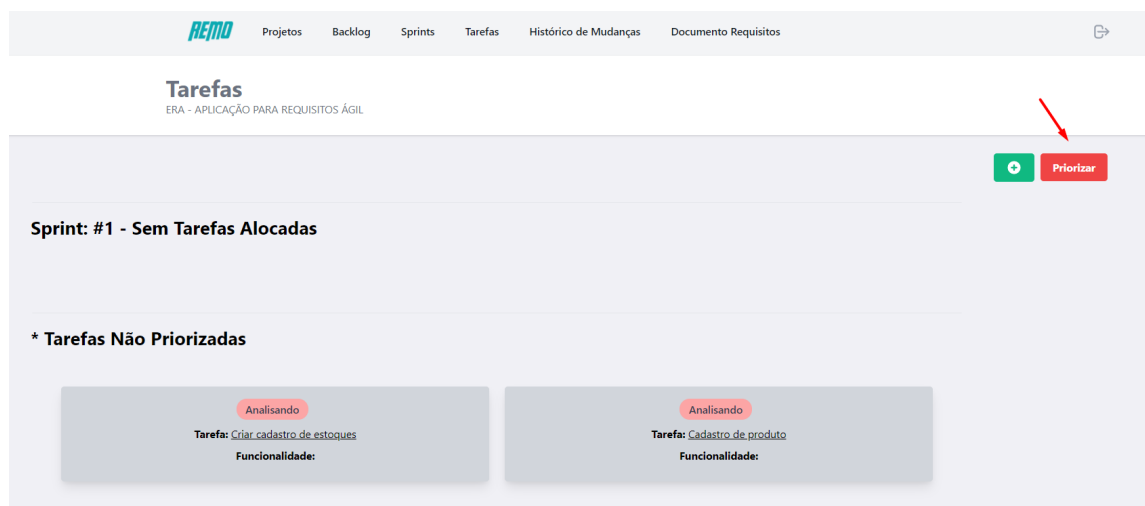 REMO Projetos Backlog Sprints Tarefas Histórico de Mudanças Documento Requisitos
Tarefas
ERA - APLICAÇÃO PARA REQUISITOS ÁGIL
Priorizar
Sprint: #1 - Sem Tarefas Alocadas
* Tarefas Não Priorizadas
Analisando
Tarefa: Criar cadastro de estoques
Funcionalidade:
Analisando
Tarefa: Cadastro de produto
Funcionalidade: